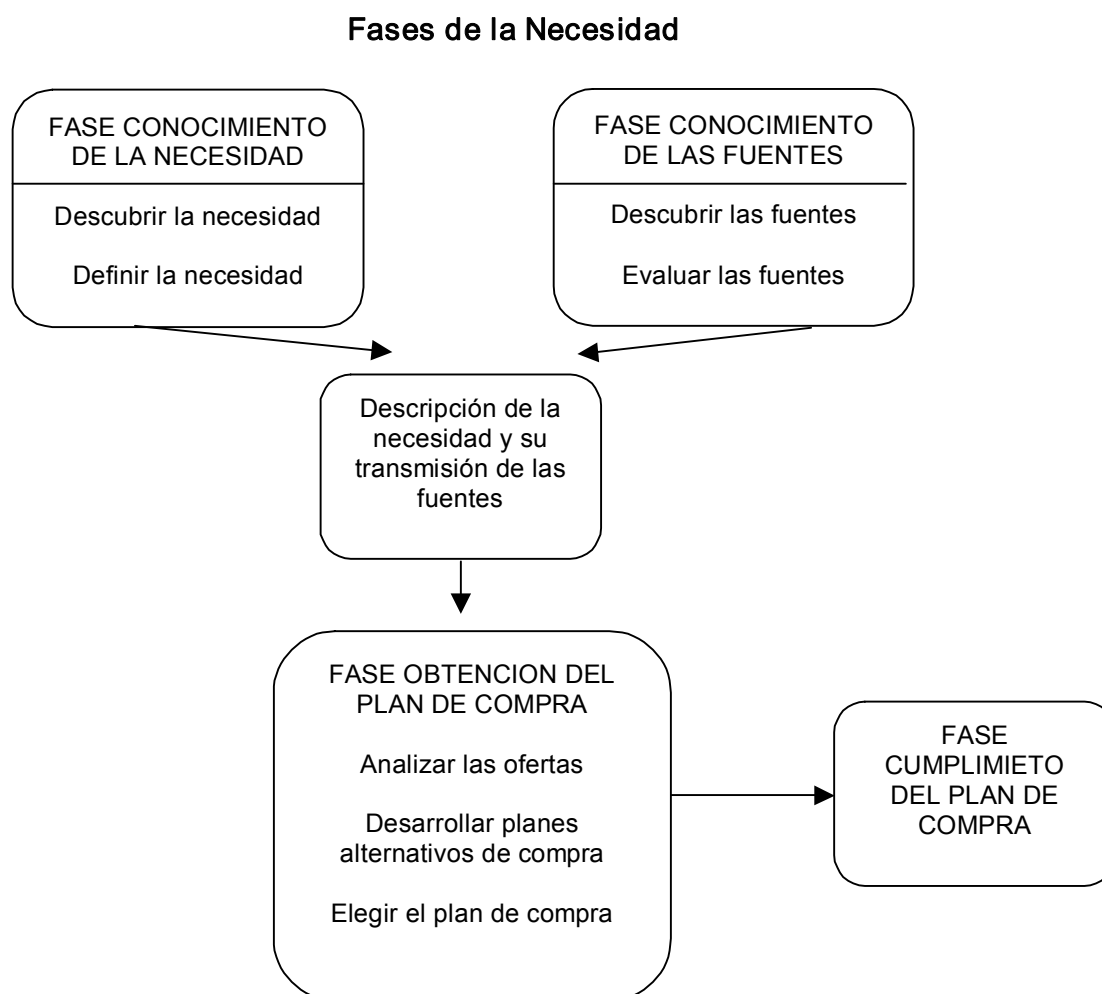 Fases de la Necesidad
FASE CONOCIMIENTO
DE LA NECESIDAD
Descubrir la necesidad
Definir la necesidad
FASE CONOCIMIENTO
DE LAS FUENTES
Descubrir las fuentes
Evaluar las fuentes
Descripción de la
necesidad y su
transmisión de las
fuentes
FASE OBTENCION DEL
PLAN DE COMPRA
Analizar las ofertas
Desarrollar planes
alternativos de compra
Elegir el plan de compra
FASE
CUMPLIMIETO
DEL PLAN DE
COMPRA